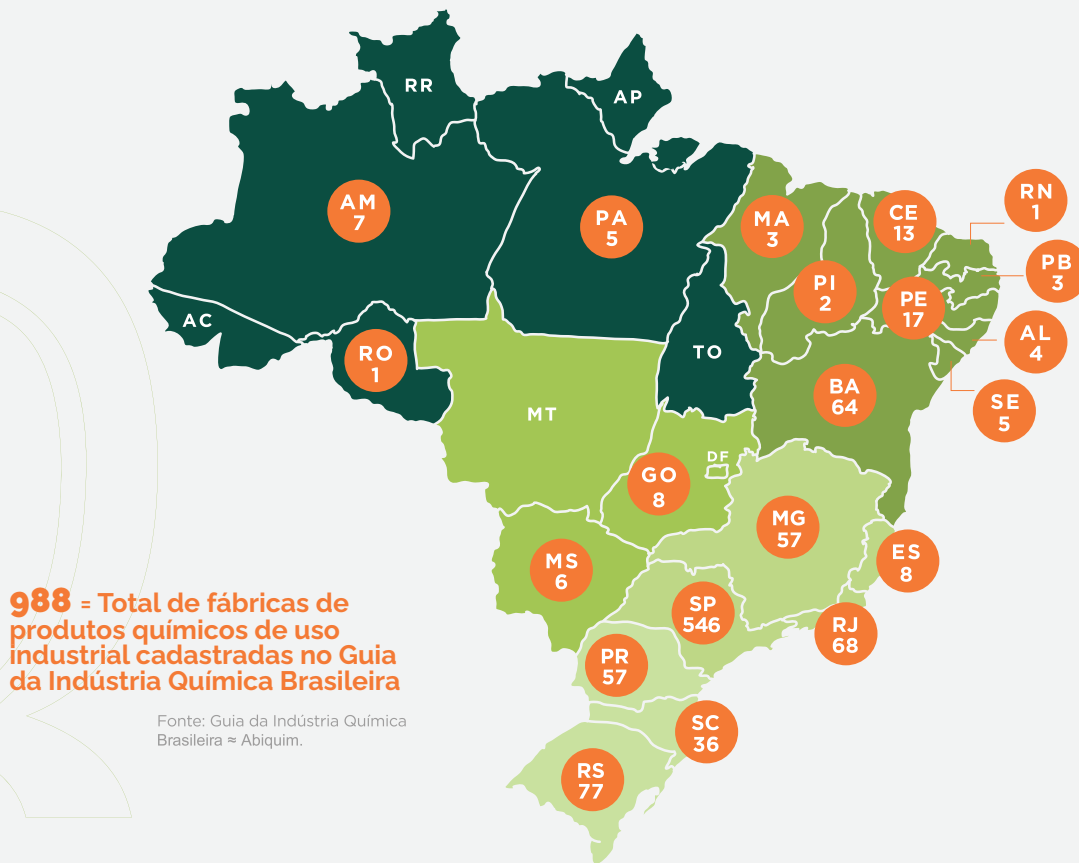 RR
AP
AM
7
PA
5
MA
3
CE
13
RN
1
PI
2
PE
17
PB
3
AC
RO
1
TO
AL
4
BA
64
SE
5
MT
DF
GO
8
MG
57
ES
8
MS
6
SP
546
RJ
68
PR
57
SC
36
RS
77
988 = Total de fábricas de
produtos químicos de uso
industrial cadastradas no Guia
da Indústria Química Brasileira
Fonte: Guia da Indústria Química
Brasileira ≈ Abiquim.